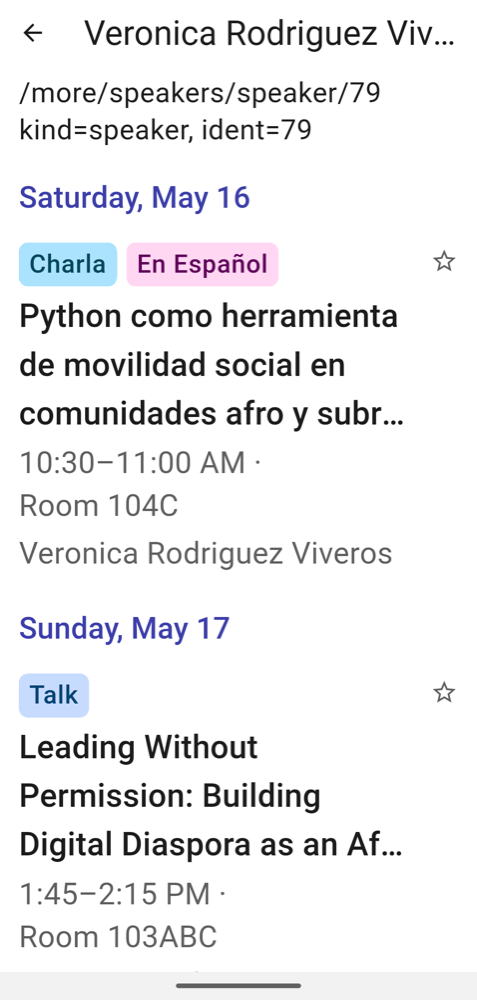 Veronica Rodriguez Viv...
/more/speakers/speaker/79
kind=speaker, ident=79
Saturday, May 16
Charla En Español
Python como herramienta
de movilidad social en
comunidades afro y subr...
10:30–11:00 AM ·
Room 104C
Veronica Rodriguez Viveros
Sunday, May 17
Talk
Leading Without
Permission: Building
Digital Diaspora as an Af...
1:45–2:15 PM ·
Room 103ABC